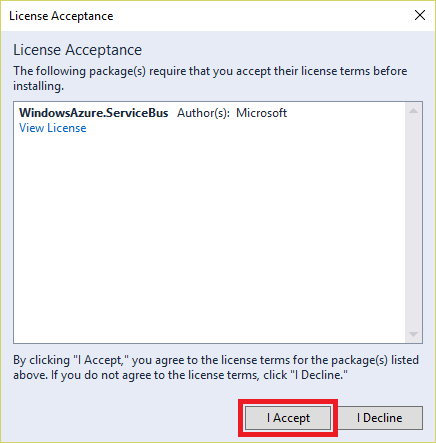 License Acceptance
License Acceptance
The following package(s) require that you accept their license terms before
installing.
WindowsAzure.ServiceBus Author(s): Microsoft
View License
By clicking "I Accept," you agree to the license terms for the package(s) listed
above. If you do not agree to the license terms, click "I Decline."
I Accept I Decline